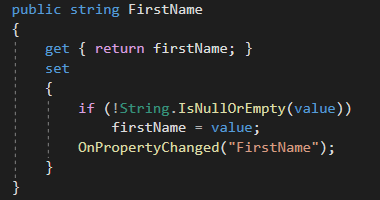 public string FirstName
{
    get { return firstName; }
    set
    {
        if (!String.IsNullOrEmpty(value))
            firstName = value;
        OnPropertyChanged("FirstName");
    }
}